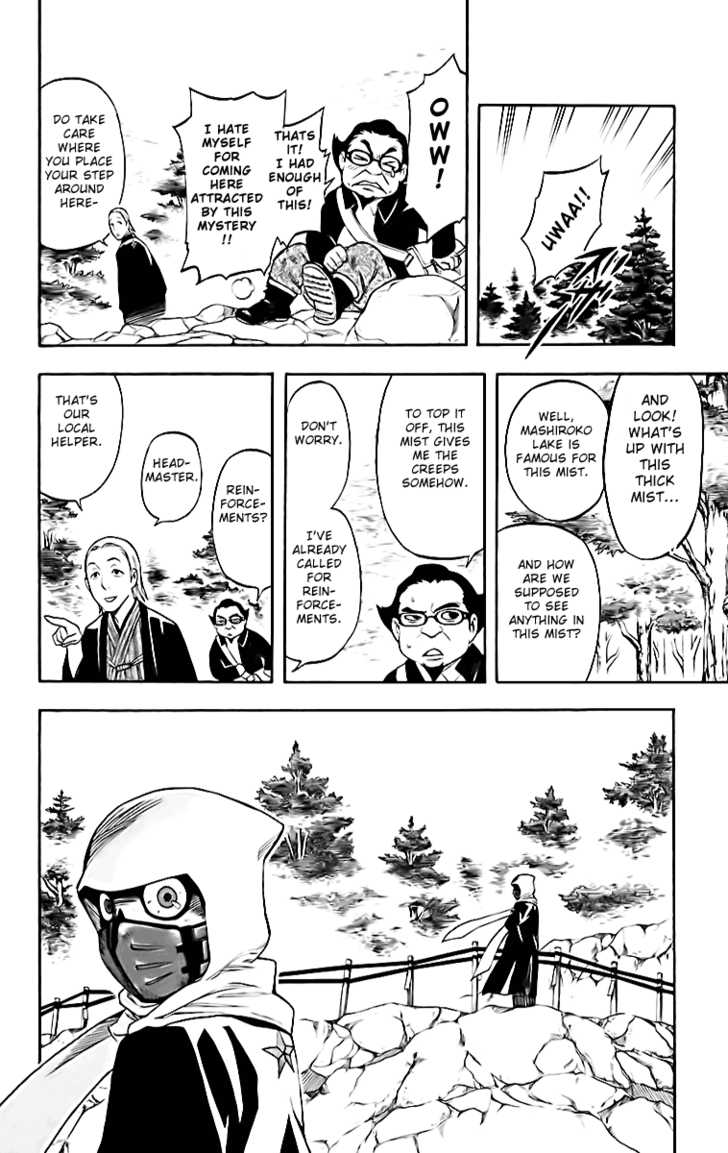 UWAA!!
OWW!
THATS
IT!
I HAD
ENOUGH
OF
THIS!
I HATE
MYSELF
FOR
COMING
HERE
ATTRACTED
BY THIS
MYSTERY
!!
DO TAKE
CARE
WHERE
YOU PLACE
YOUR STEP
AROUND
HERE-
AND
LOOK!
WHAT'S
UP WITH
THIS
THICK
MIST...
WELL,
MASHIROKO
LAKE IS
FAMOUS FOR
THIS MIST.
AND HOW
ARE WE
SUPPOSED
TO SEE
ANYTHING
IN THIS
MIST?
TO TOP IT
OFF, THIS
MIST GIVES
ME THE
CREEPS
SOMEHOW.
DON'T
WORRY.
I'VE
ALREADY
CALLED
FOR
REIN-
FORCE-
MENTS.
REIN-
FORCE-
MENTS?
HEAD-
MASTER.
THAT'S
OUR
LOCAL
HELPER.